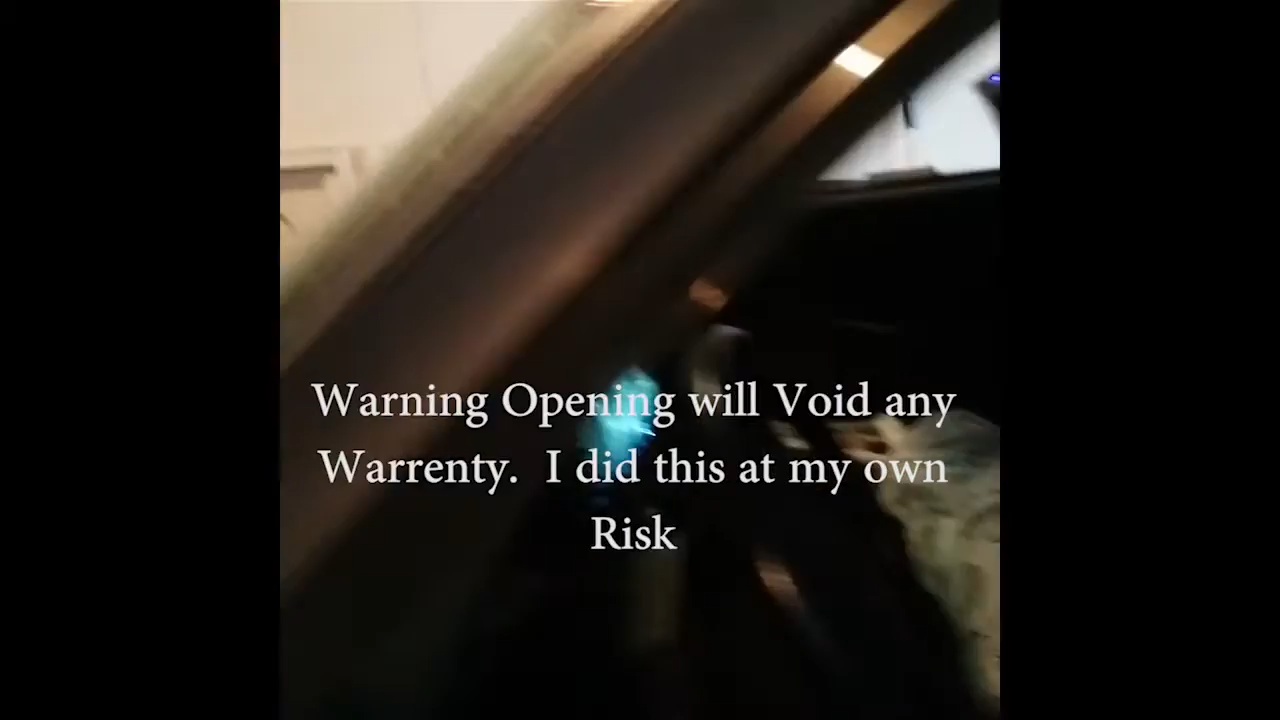 Warning Opening will Void any
Warrenty.  I did this at my own
Risk